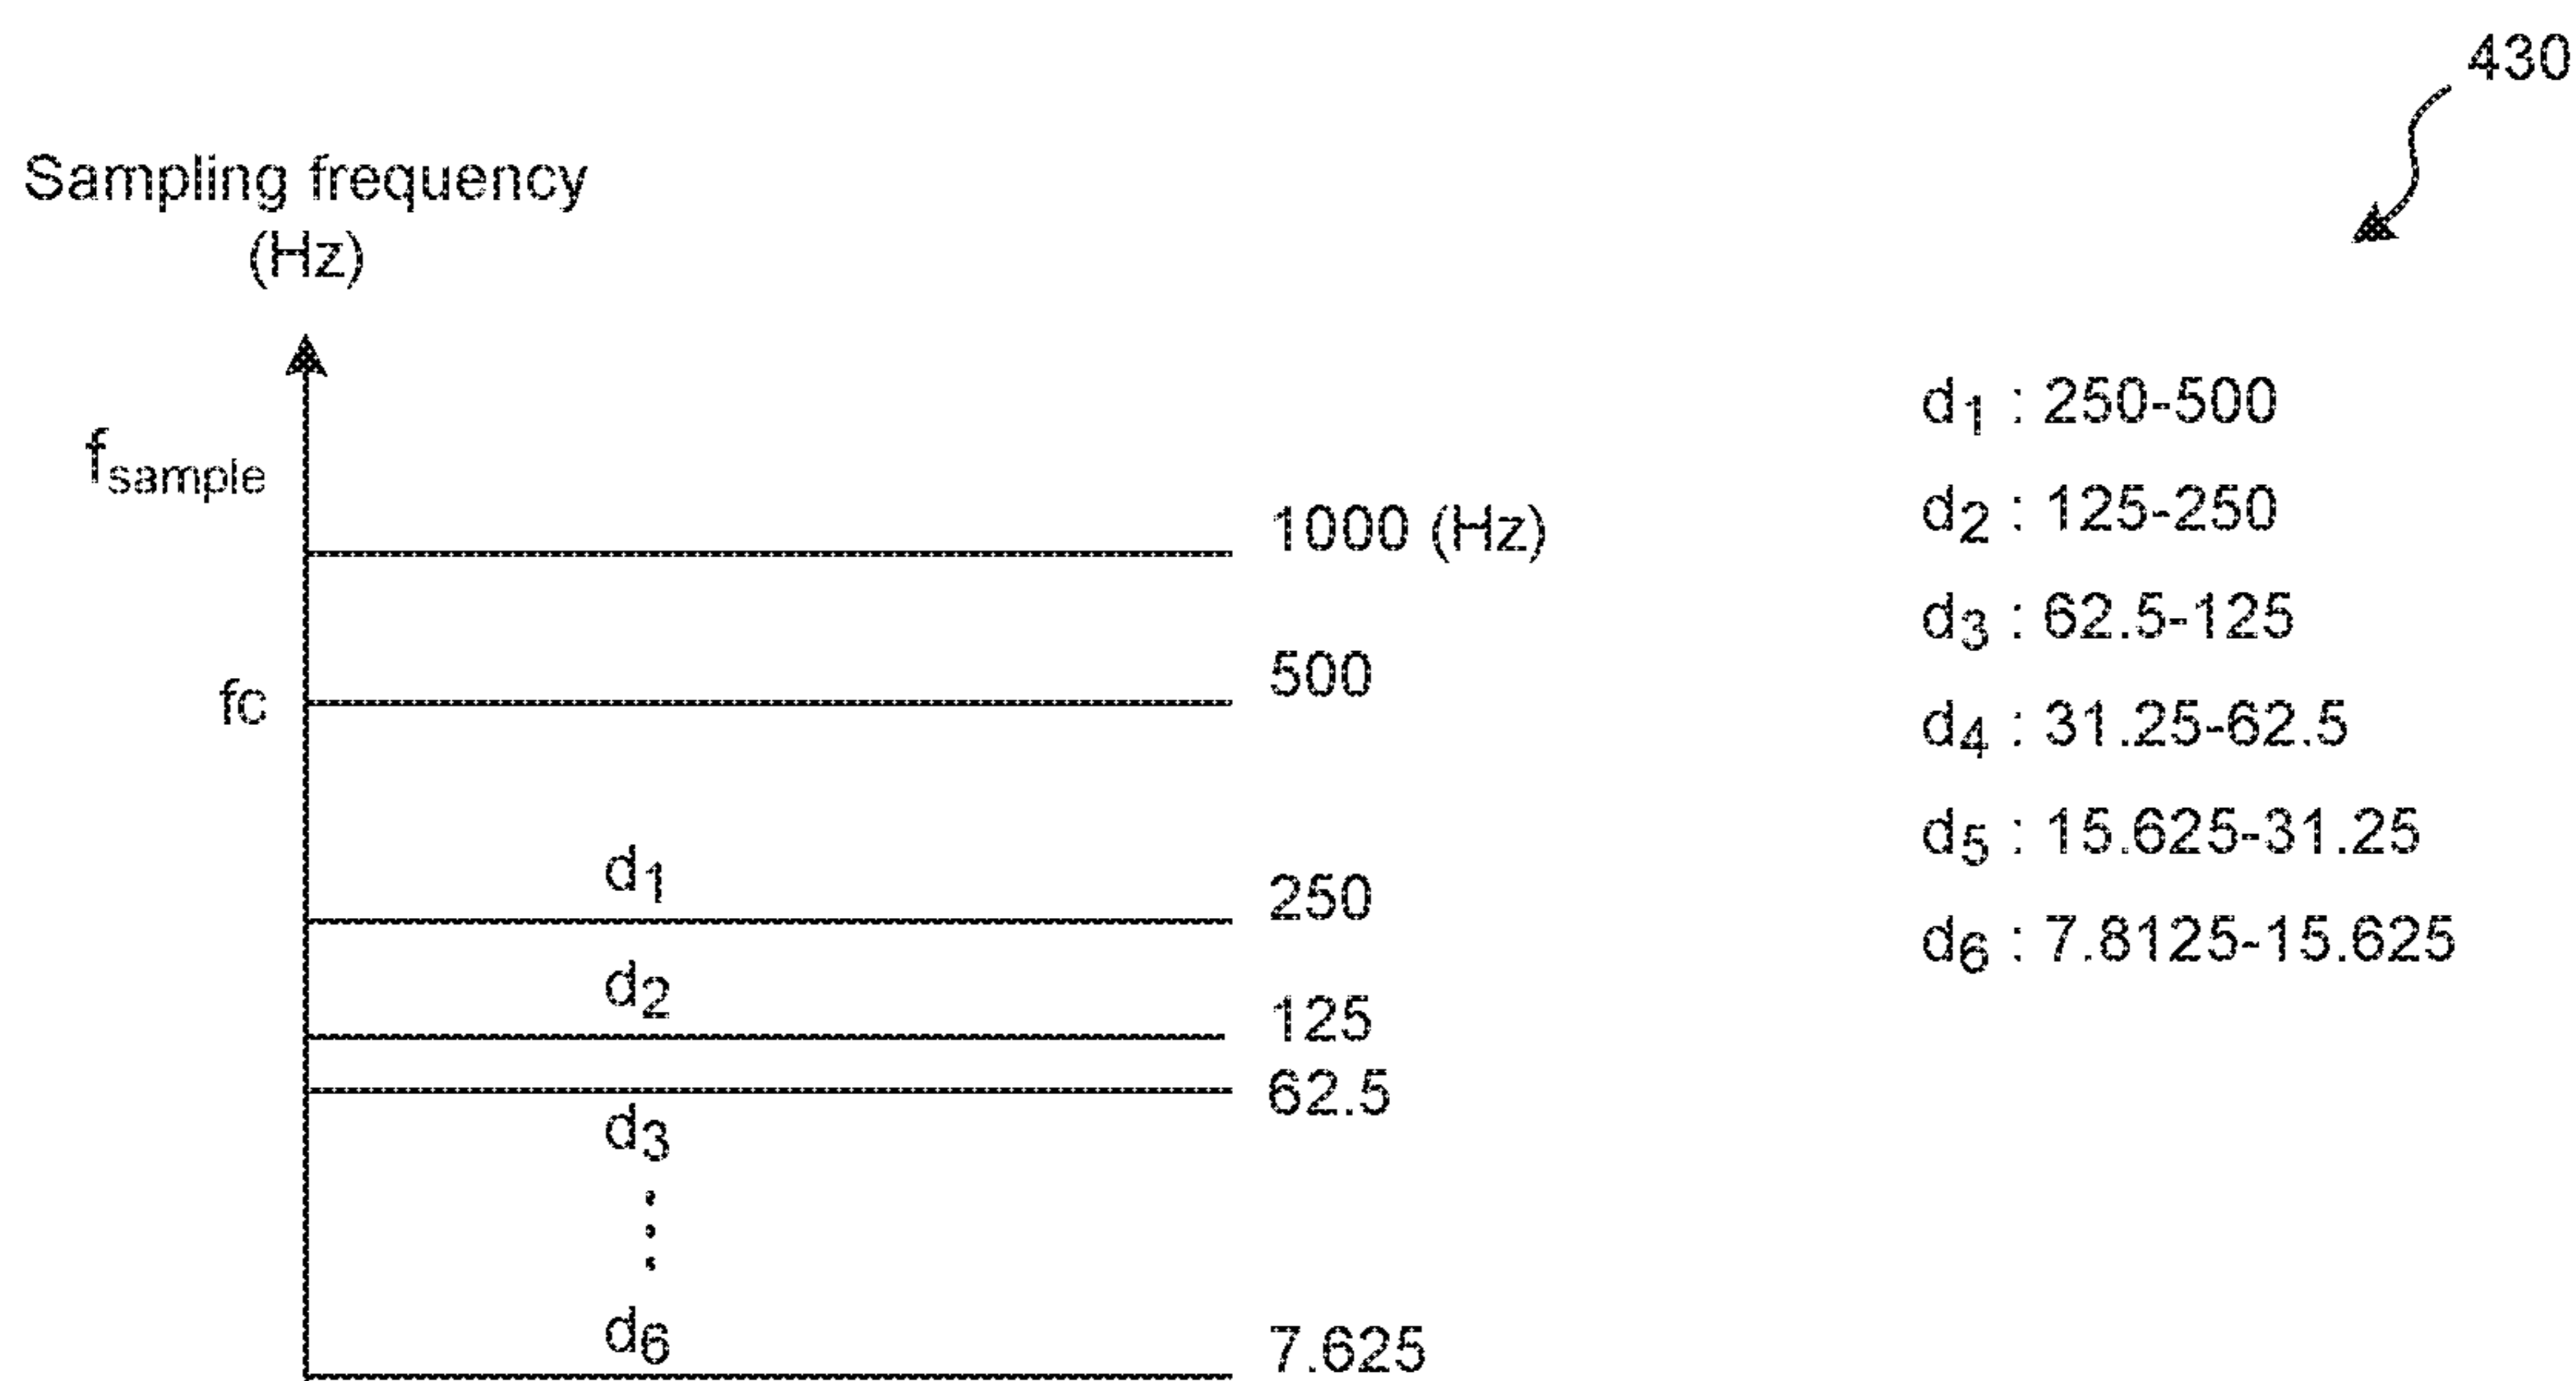 430
Sampling frequency
(Hz)
fsample
1000 (Hz)
fc
500
d1
250
d2
125
62.5
d3
d6
7.625
d1 : 250-500
d2 : 125-250
d3 : 62.5-125
d4 : 31.25-62.5
d5 : 15.625-31.25
d6 : 7.8125-15.625